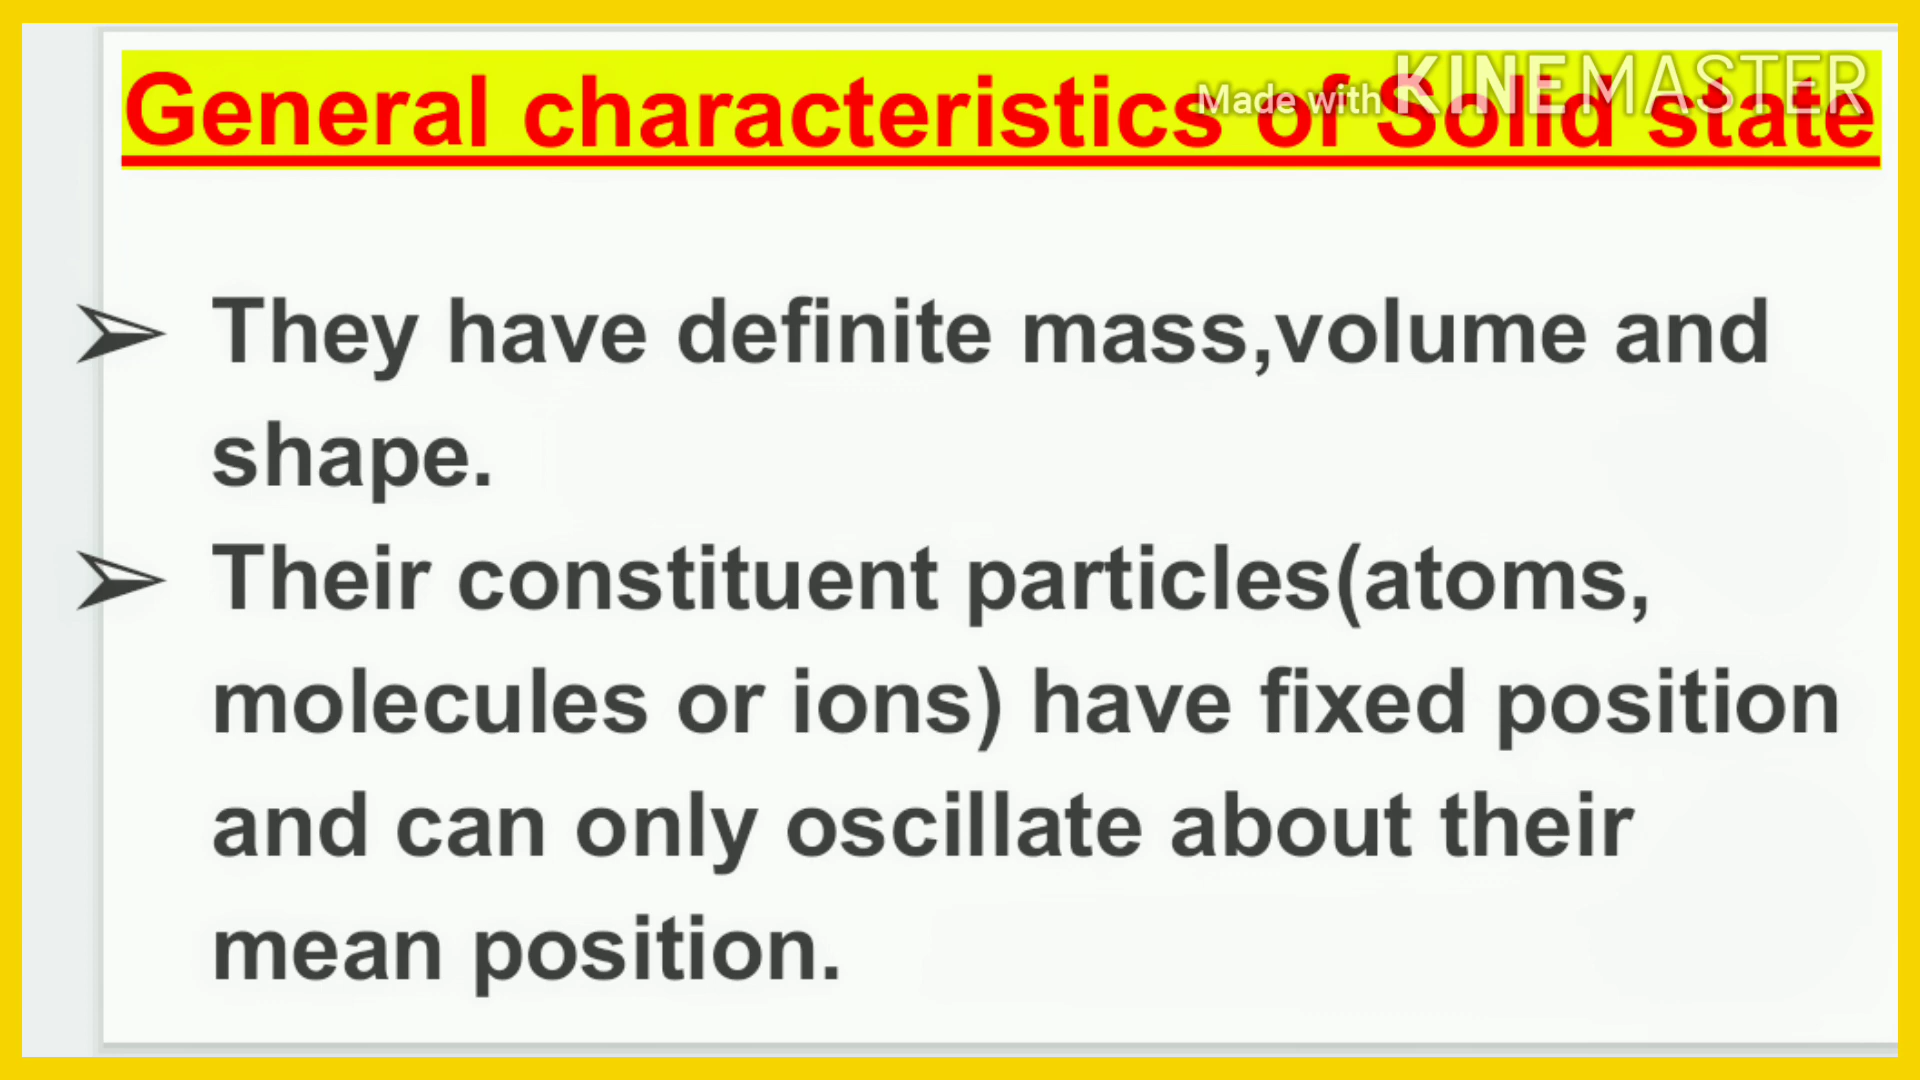 General characteristics of Solid state
Made with KINEMASTER
➢ They have definite mass,volume and
shape.
➢ Their constituent particles(atoms,
molecules or ions) have fixed position
and can only oscillate about their
mean position.